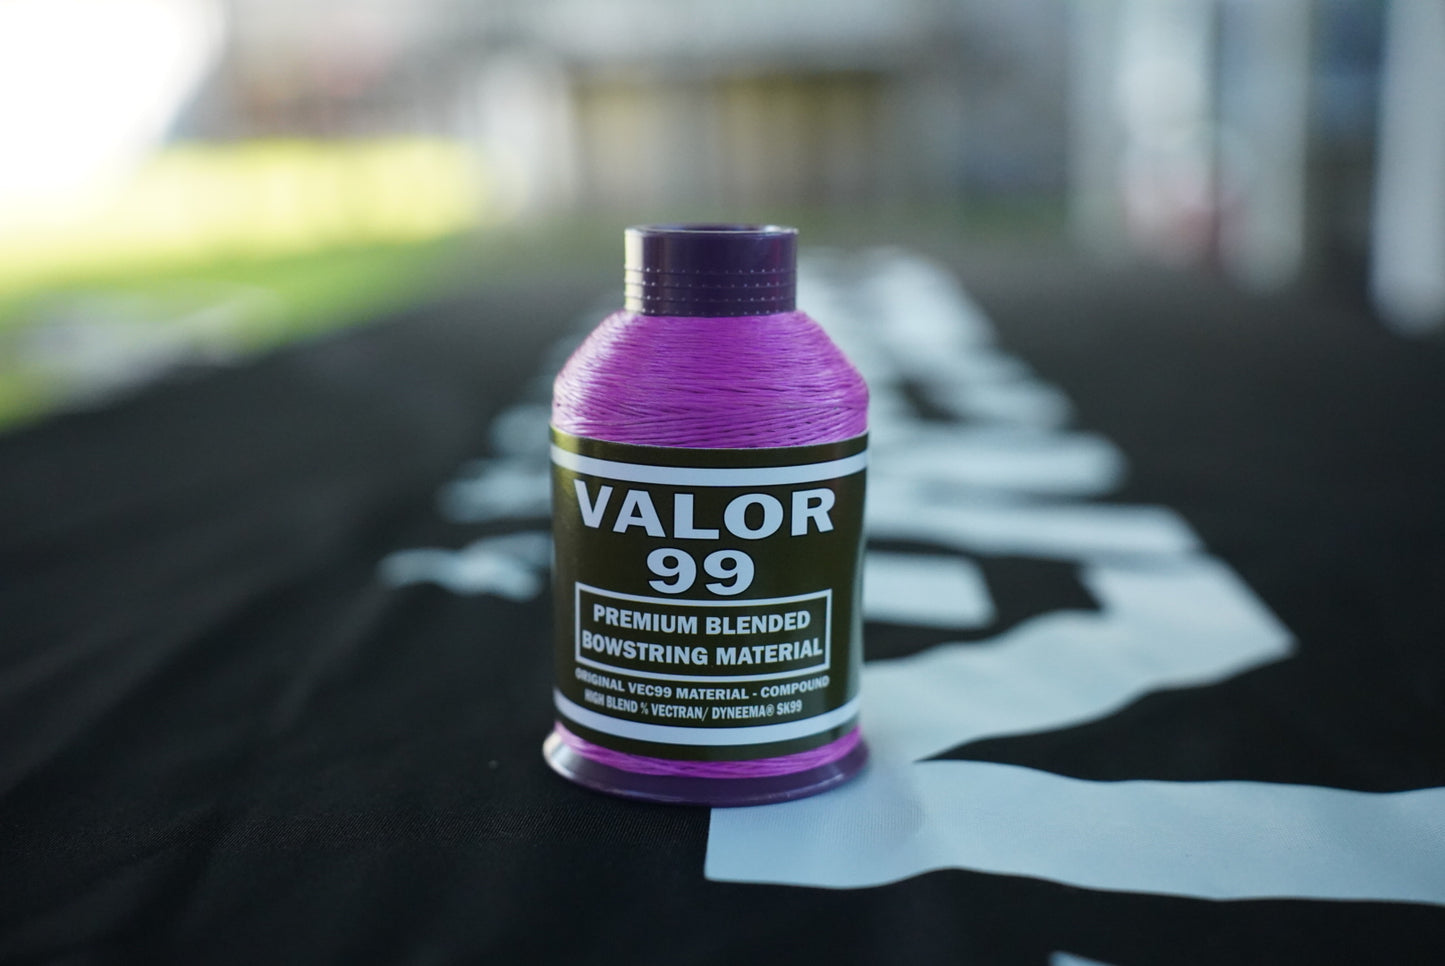 VALOR
99
PREMIUM BLENDED
BOWSTRING MATERIAL
ORIGINAL VEC99 MATERIAL - COMPOUND
HIGH BLEND % VECTRAN/ DYNEEMA® SK99